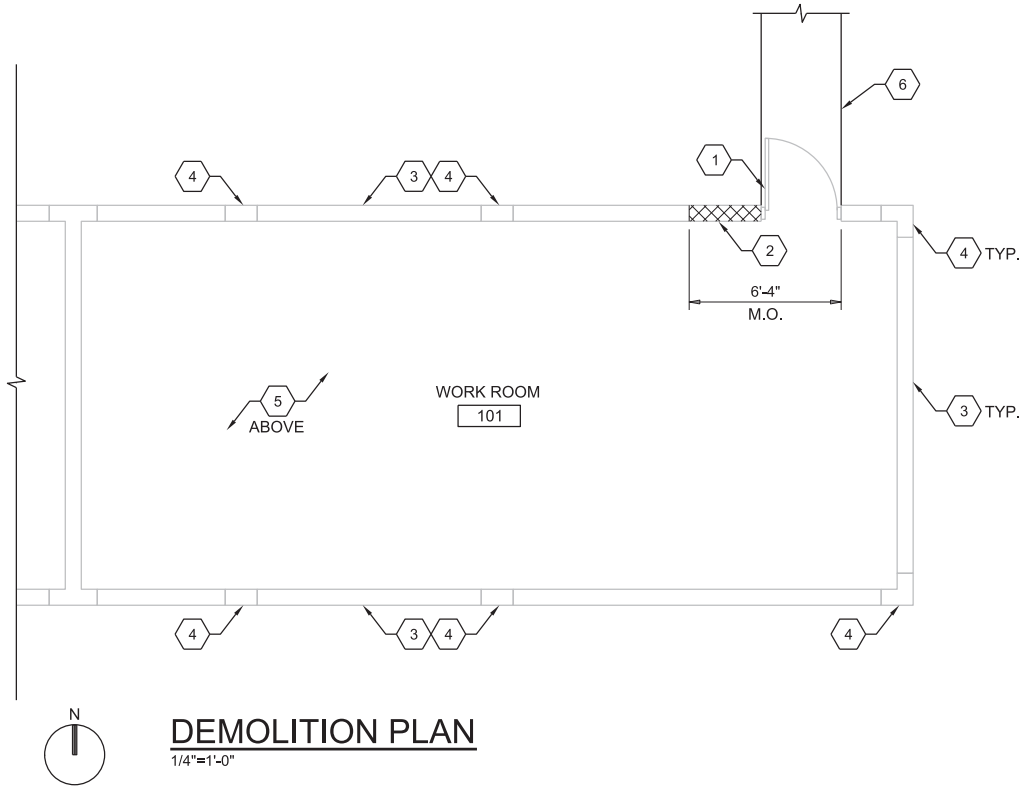 6
1
4
3 4
2
4 TYP.
6'-4"
M.O.
WORK ROOM
101
5
ABOVE
3 TYP.
4
3 4
4
N
DEMOLITION PLAN
1/4"=1'-0"